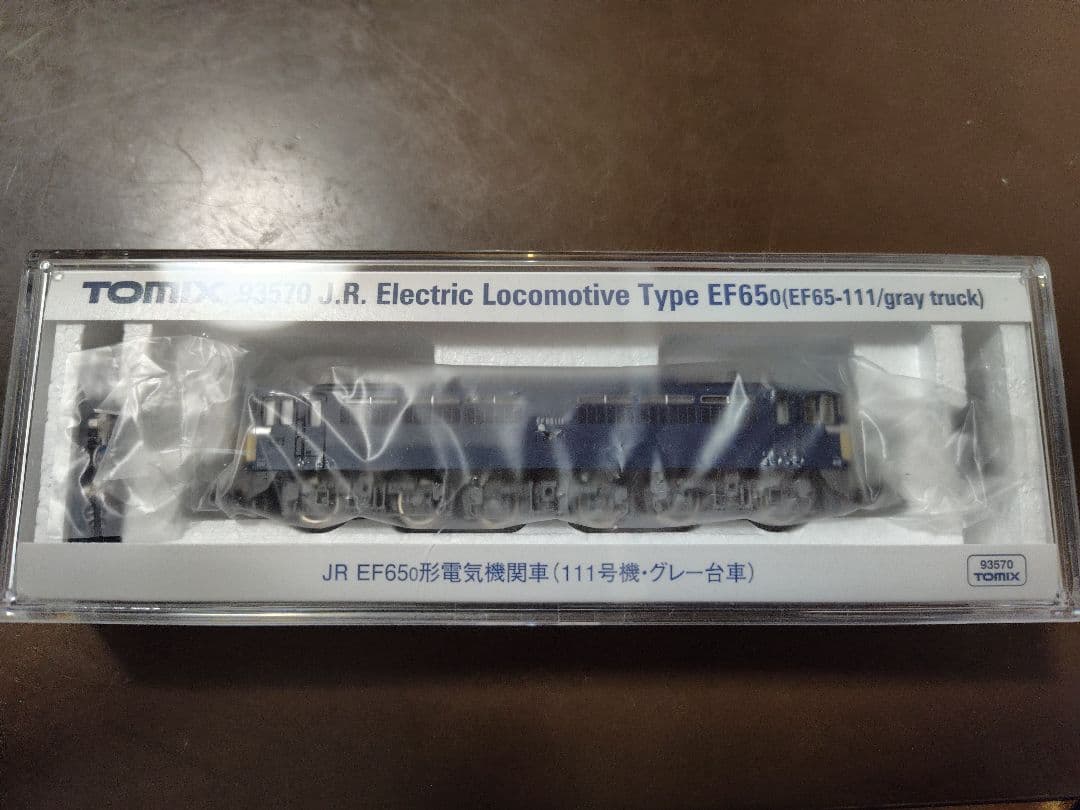 TOMIX 93570 J.R. Electric Locomotive Type EF650(EF65-111/gray truck)
JR EF650形電気機関車(111号機・グレー台車)
93570
TOMIX